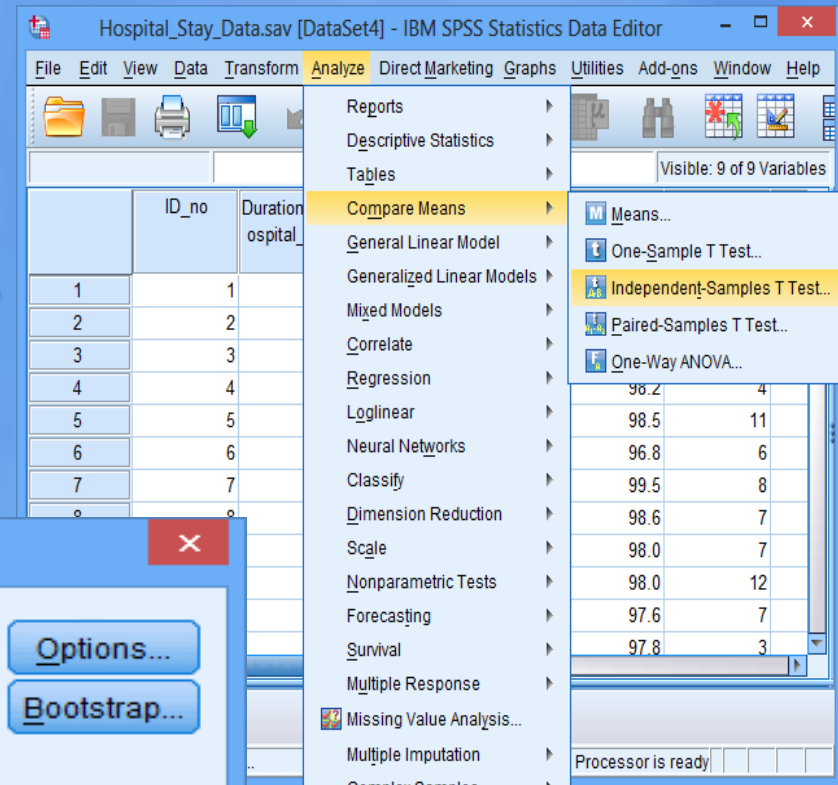 Hospital_Stay_Data.sav [DataSet4] - IBM SPSS Statistics Data Editor
File Edit View Data Transform Analyze Direct Marketing Graphs Utilities Add-ons Window Help
Visible: 9 of 9 Variables
ID_no
Duration
ospital_
1 1
2 2
3 3
4 4
5 5
6 6
7 7
8 8
Reports
Descriptive Statistics
Tables
Compare Means
General Linear Model
Generalized Linear Models
Mixed Models
Correlate
Regression
Loglinear
Neural Networks
Classify
Dimension Reduction
Scale
Nonparametric Tests
Forecasting
Survival
Multiple Response
Missing Value Analysis...
Multiple Imputation
Complex Samples
Means...
One-Sample T Test...
Independent-Samples T Test...
Paired-Samples T Test...
One-Way ANOVA...
98.2 4
98.5 11
96.8 6
99.5 8
98.6 7
98.0 7
98.0 12
97.6 7
97.8 3
Options...
Bootstrap...
Processor is ready